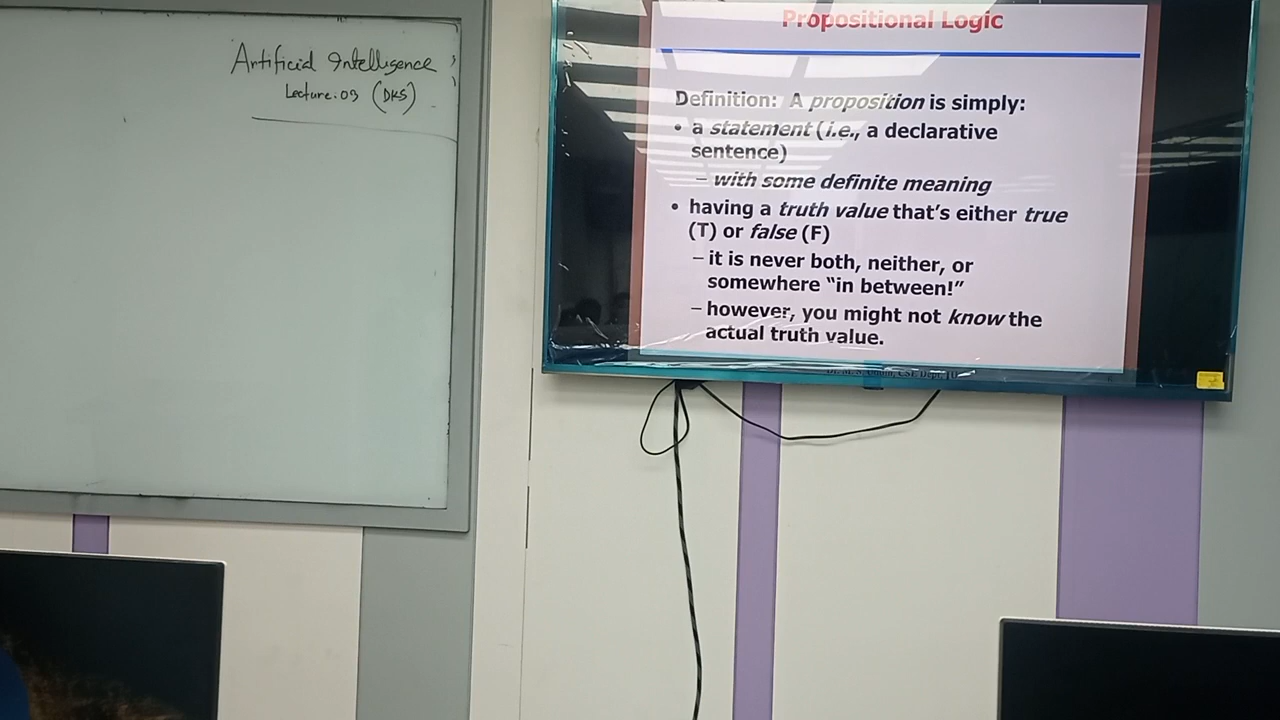 Artificial Intelligence
Lecture.03 (DKS)
Propositional Logic
Definition: A proposition is simply:
• a statement (i.e., a declarative
sentence)
– with some definite meaning
• having a truth value that's either true
(T) or false (F)
– it is never both, neither, or
somewhere “in between!”
– however, you might not know the
actual truth value.